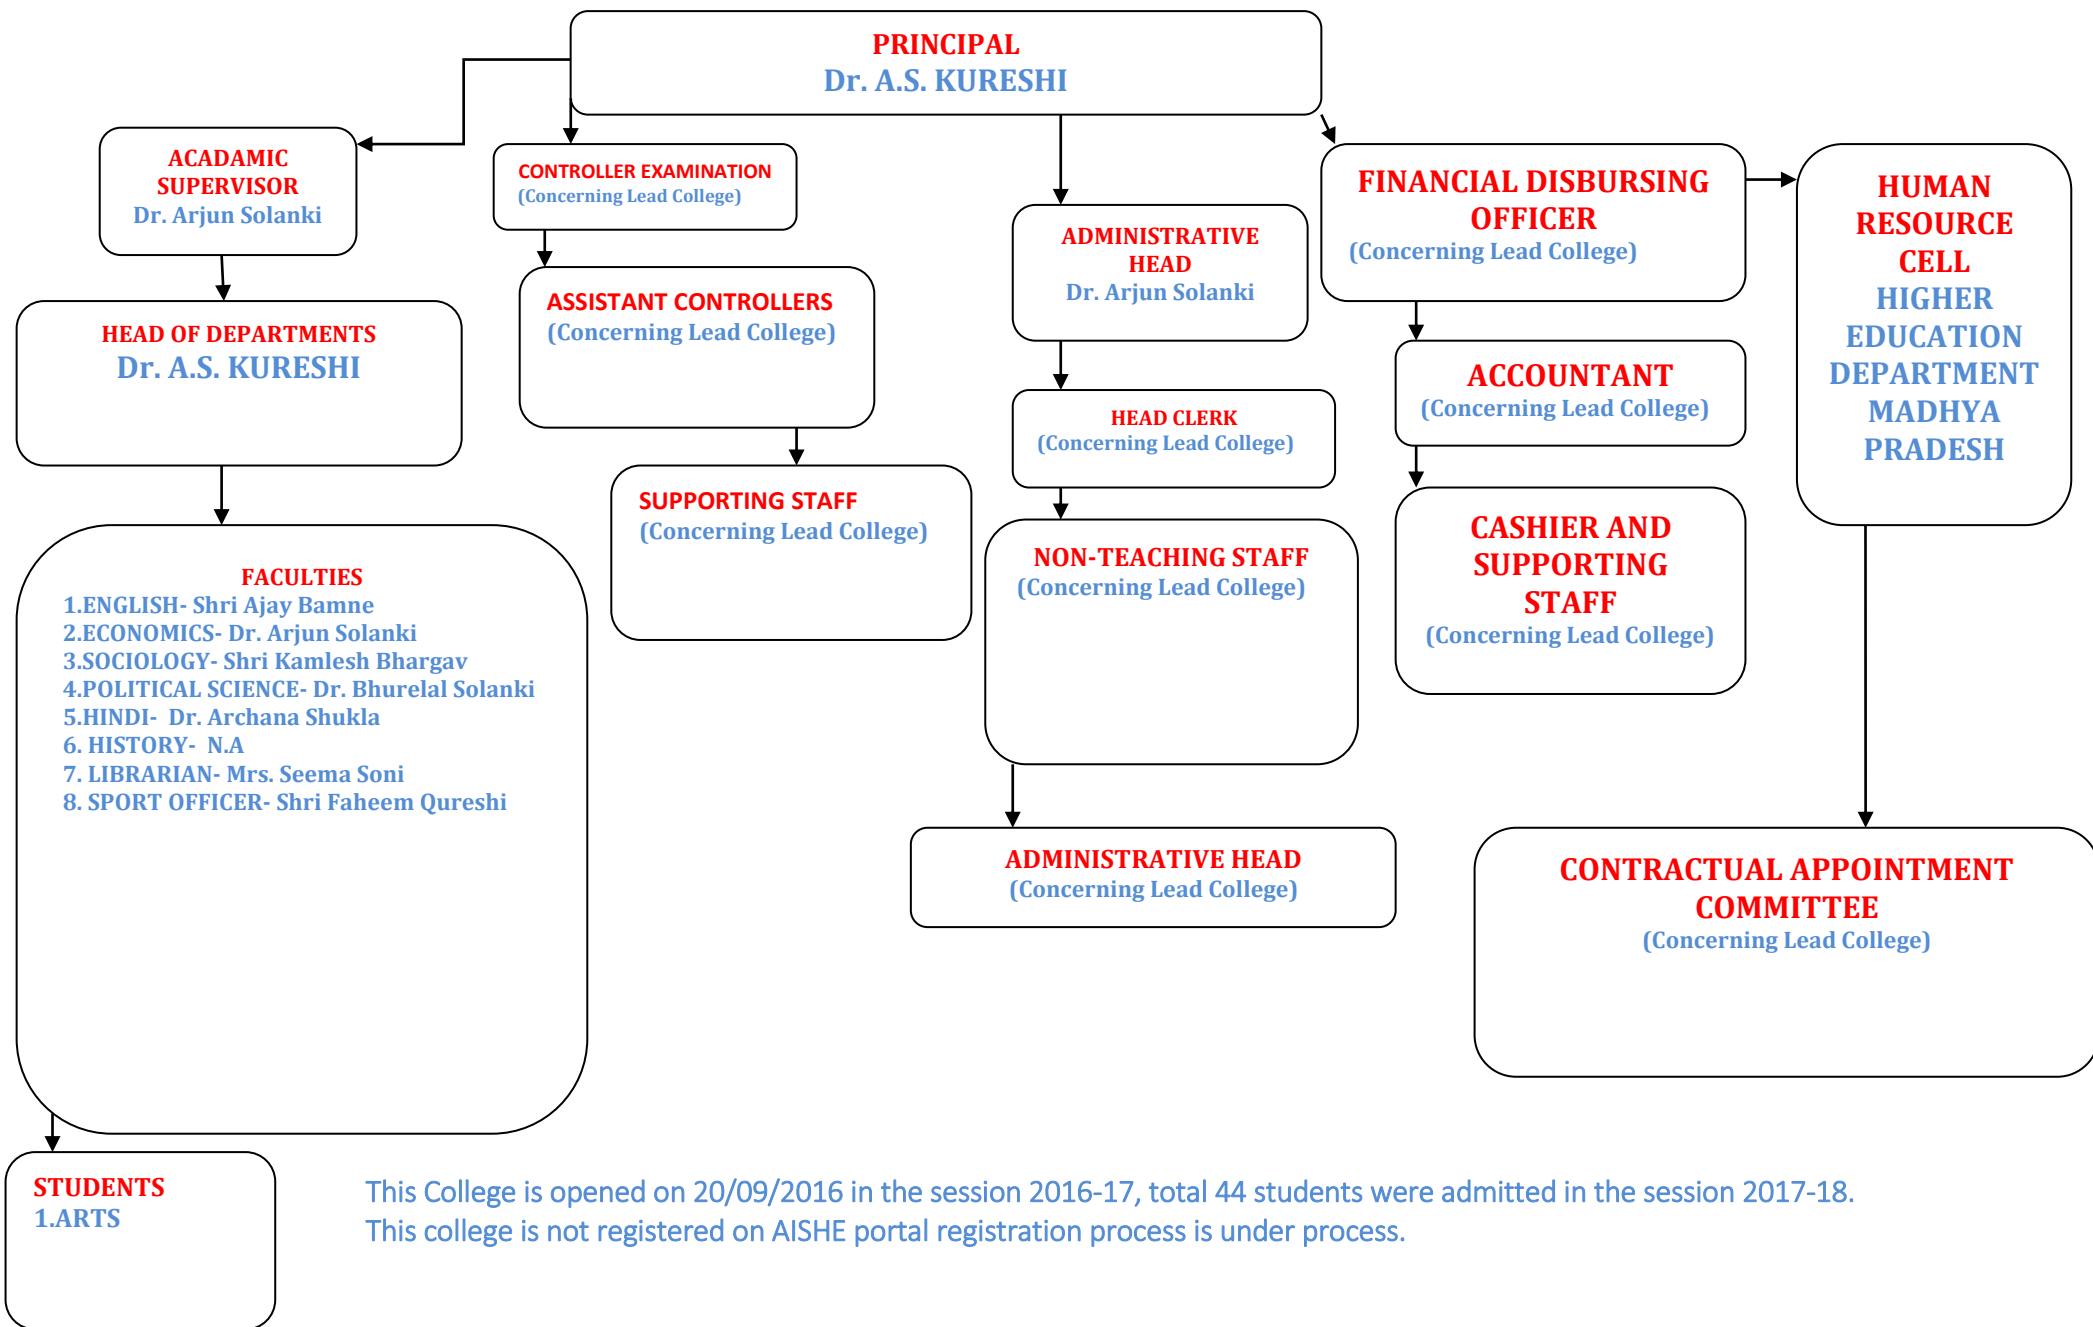 PRINCIPAL
Dr. A.S. KURESHI
ACADAMIC
SUPERVISOR
Dr. Arjun Solanki
CONTROLLER EXAMINATION
(Concerning Lead College)
ADMINISTRATIVE
HEAD
Dr. Arjun Solanki
FINANCIAL DISBURSING
OFFICER
(Concerning Lead College)
HUMAN
RESOURCE
CELL
HIGHER
EDUCATION
DEPARTMENT
MADHYA
PRADESH
HEAD OF DEPARTMENTS
Dr. A.S. KURESHI
ASSISTANT CONTROLLERS
(Concerning Lead College)
HEAD CLERK
(Concerning Lead College)
ACCOUNTANT
(Concerning Lead College)
SUPPORTING STAFF
(Concerning Lead College)
NON-TEACHING STAFF
(Concerning Lead College)
CASHIER AND
SUPPORTING
STAFF
(Concerning Lead College)
FACULTIES
1.ENGLISH- Shri Ajay Bamne
2.ECONOMICS- Dr. Arjun Solanki
3.SOCIOLOGY- Shri Kamlesh Bhargav
4.POLITICAL SCIENCE- Dr. Bhurelal Solanki
5.HINDI- Dr. Archana Shukla
6. HISTORY- N.A
7. LIBRARIAN- Mrs. Seema Soni
8. SPORT OFFICER- Shri Faheem Qureshi
ADMINISTRATIVE HEAD
(Concerning Lead College)
CONTRACTUAL APPOINTMENT
COMMITTEE
(Concerning Lead College)
STUDENTS
1.ARTS
This College is opened on 20/09/2016 in the session 2016-17, total 44 students were admitted in the session 2017-18.
This college is not registered on AISHE portal registration process is under process.